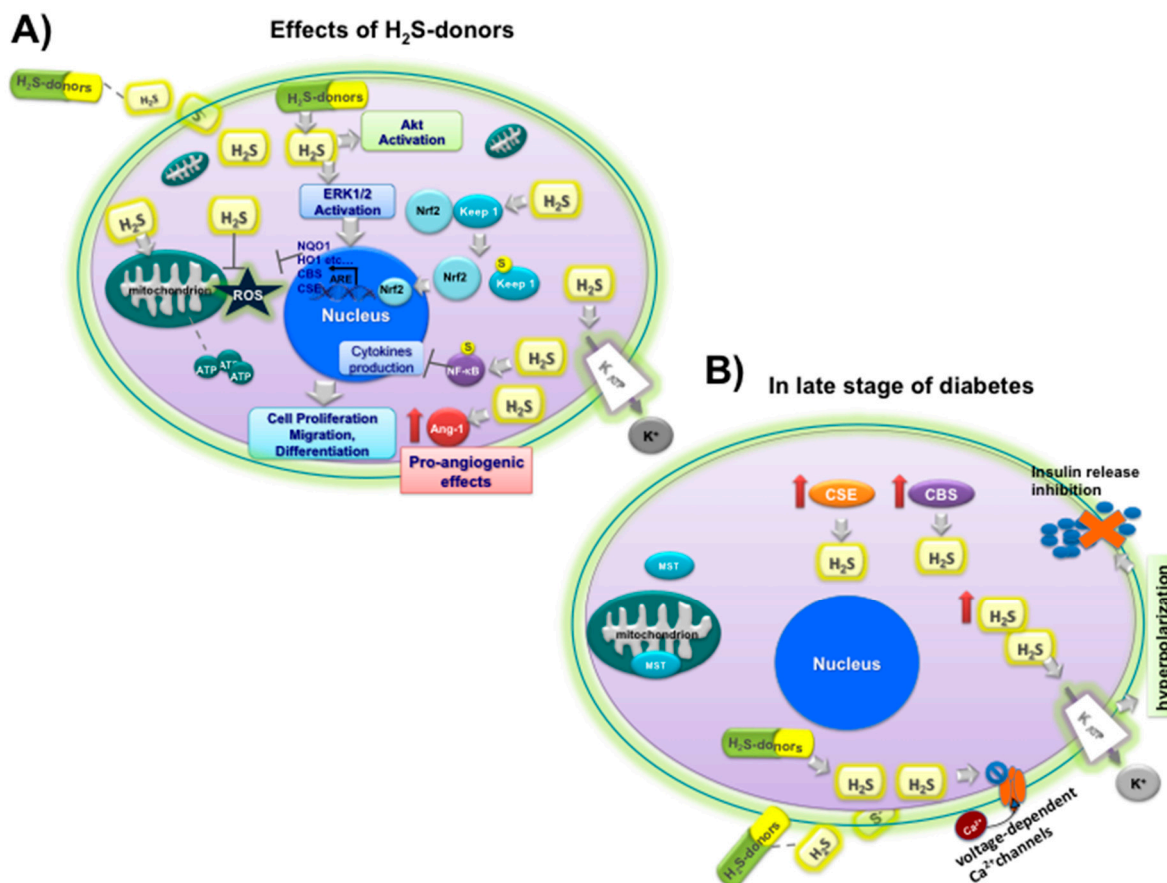 A)
Effects of H₂S-donors
H₂S-donors
H₂S
S⁻
H₂S
H₂S-donors
H₂S
Akt
Activation
ERK1/2
Activation
Nrf2
Keep 1
H₂S
H₂S
H₂S
mitochondrion
ROS
NQO1
HO1 etc...
CBS
CSE
ARE
Nrf2
Nucleus
Nrf2
S
Keep 1
H₂S
ATP
ATP
ATP
Cytokines
production
S
NF-κB
H₂S
H₂S
K ATP
K⁺
Cell Proliferation
Migration,
Differentiation
Ang-1
Pro-angiogenic
effects
B)
In late stage of diabetes
Insulin release
inhibition
CSE
CBS
H₂S
H₂S
MST
mitochondrion
MST
Nucleus
H₂S
H₂S
hyperpolarization
K ATP
K⁺
H₂S-donors
H₂S
H₂S
S⁻
H₂S
H₂S-donors
Ca²⁺
voltage-dependent
Ca²⁺channels